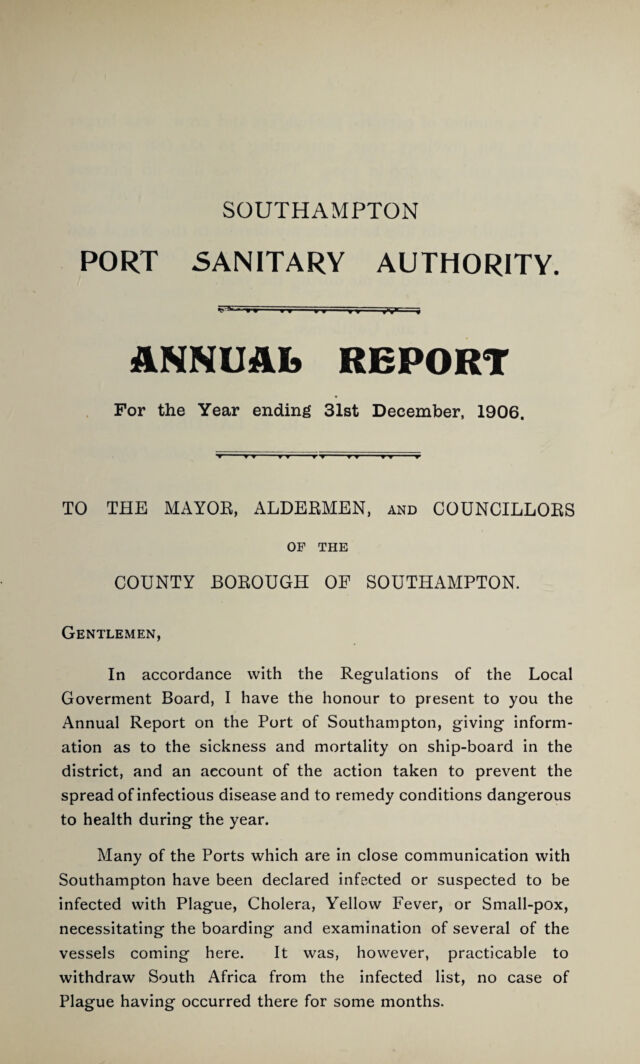 SOUTHAMPTON
PORT SANITARY AUTHORITY.
ANNUAL REPORT
For the Year ending 31st December, 1906.
TO THE MAYOR, ALDERMEN, AND COUNCILLORS
OF THE
COUNTY BOROUGH OF SOUTHAMPTON.
GENTLEMEN,
In accordance with the Regulations of the Local
Goverment Board, I have the honour to present to you the
Annual Report on the Port of Southampton, giving inform-
ation as to the sickness and mortality on ship-board in the
district, and an account of the action taken to prevent the
spread of infectious disease and to remedy conditions dangerous
to health during the year.
Many of the Ports which are in close communication with
Southampton have been declared infected or suspected to be
infected with Plague, Cholera, Yellow Fever, or Small-pox,
necessitating the boarding and examination of several of the
vessels coming here. It was, however, practicable to
withdraw South Africa from the infected list, no case of
Plague having occurred there for some months.